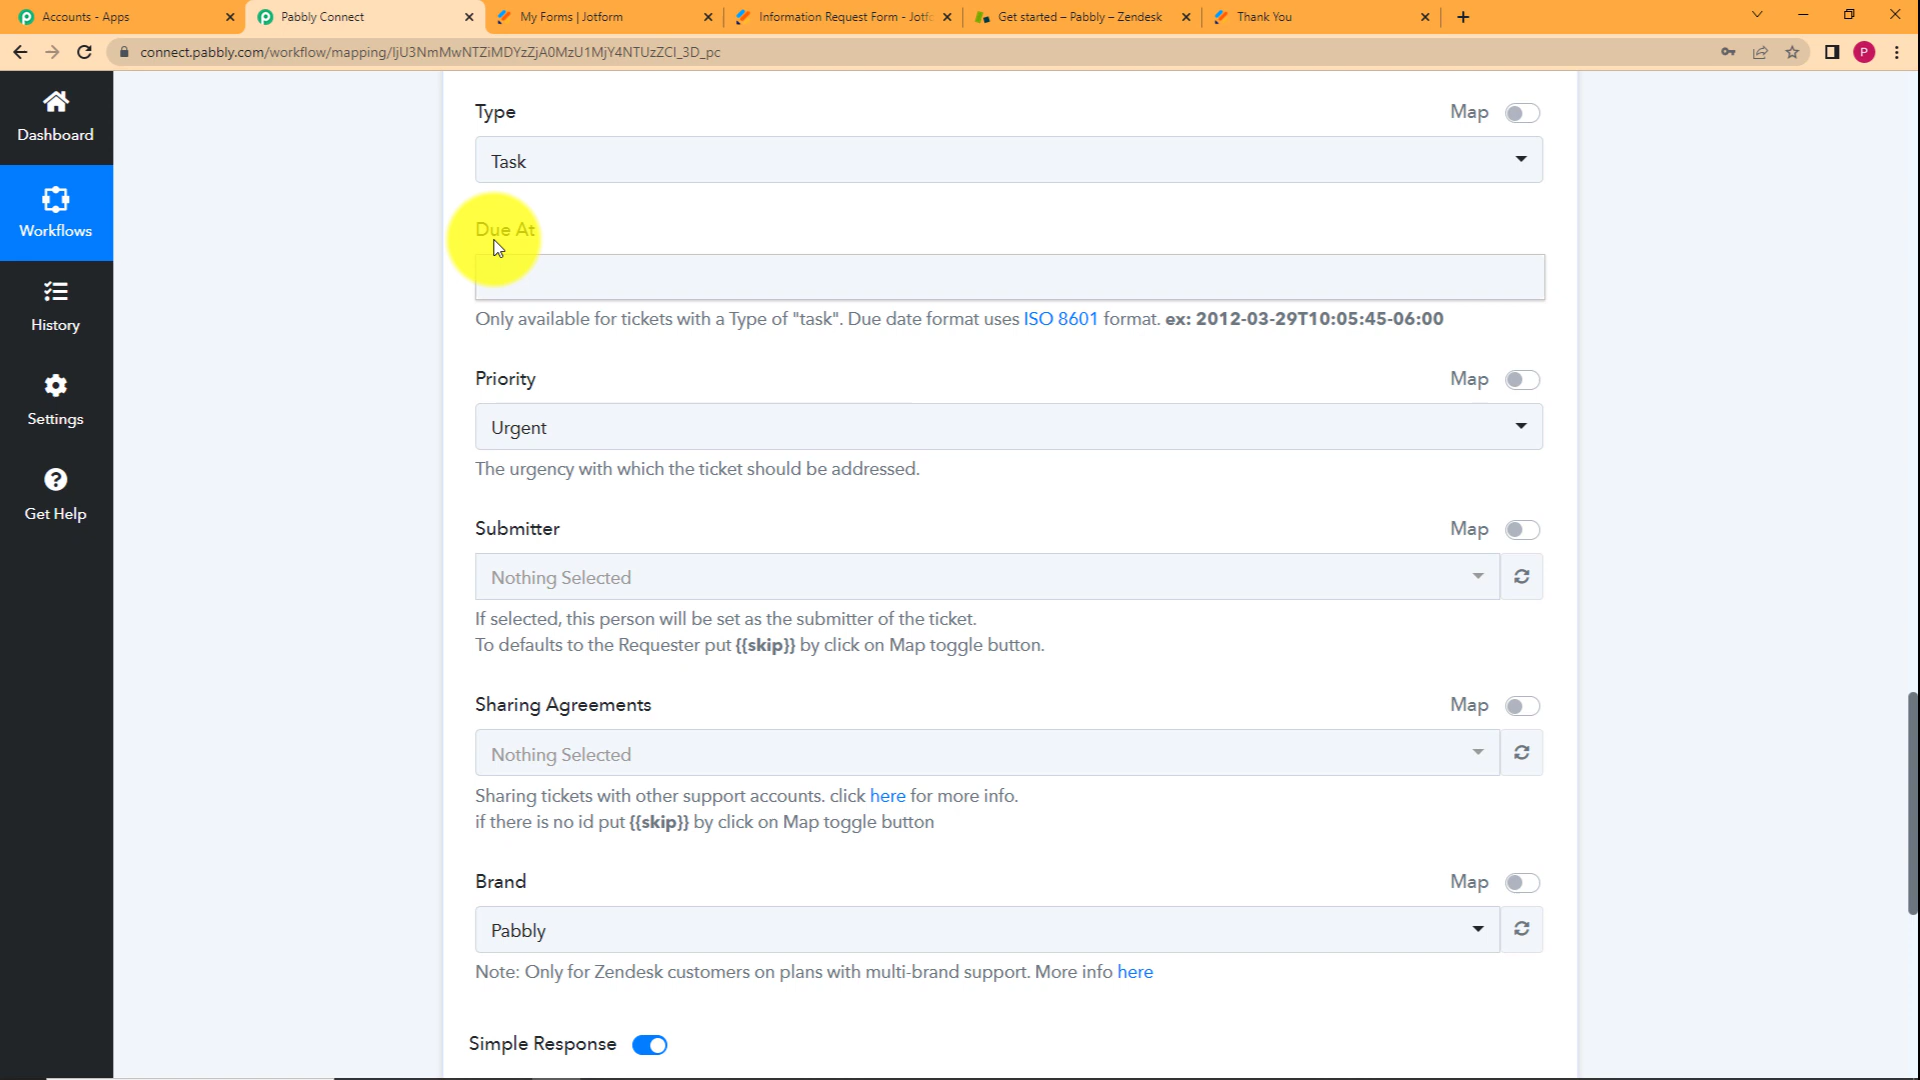 Accounts - Apps
Pabbly Connect
My Forms | Jotform
Information Request Form - Jotf
Get started – Pabbly – Zendesk
Thank You
connect.pabbly.com/workflow/mapping/IjU3NmMwNTZiMDYzZjA0MzU1MjY4NTUzZCI_3D_pc
P
Dashboard
Workflows
History
Settings
Get Help
Type
Map
Task
Due At
Only available for tickets with a Type of "task". Due date format uses ISO 8601 format. ex: 2012-03-29T10:05:45-06:00
Priority
Map
Urgent
The urgency with which the ticket should be addressed.
Submitter
Map
Nothing Selected
If selected, this person will be set as the submitter of the ticket.
To defaults to the Requester put {{skip}} by click on Map toggle button.
Sharing Agreements
Map
Nothing Selected
Sharing tickets with other support accounts. click here for more info.
if there is no id put {{skip}} by click on Map toggle button
Brand
Map
Pabbly
Note: Only for Zendesk customers on plans with multi-brand support. More info here
Simple Response